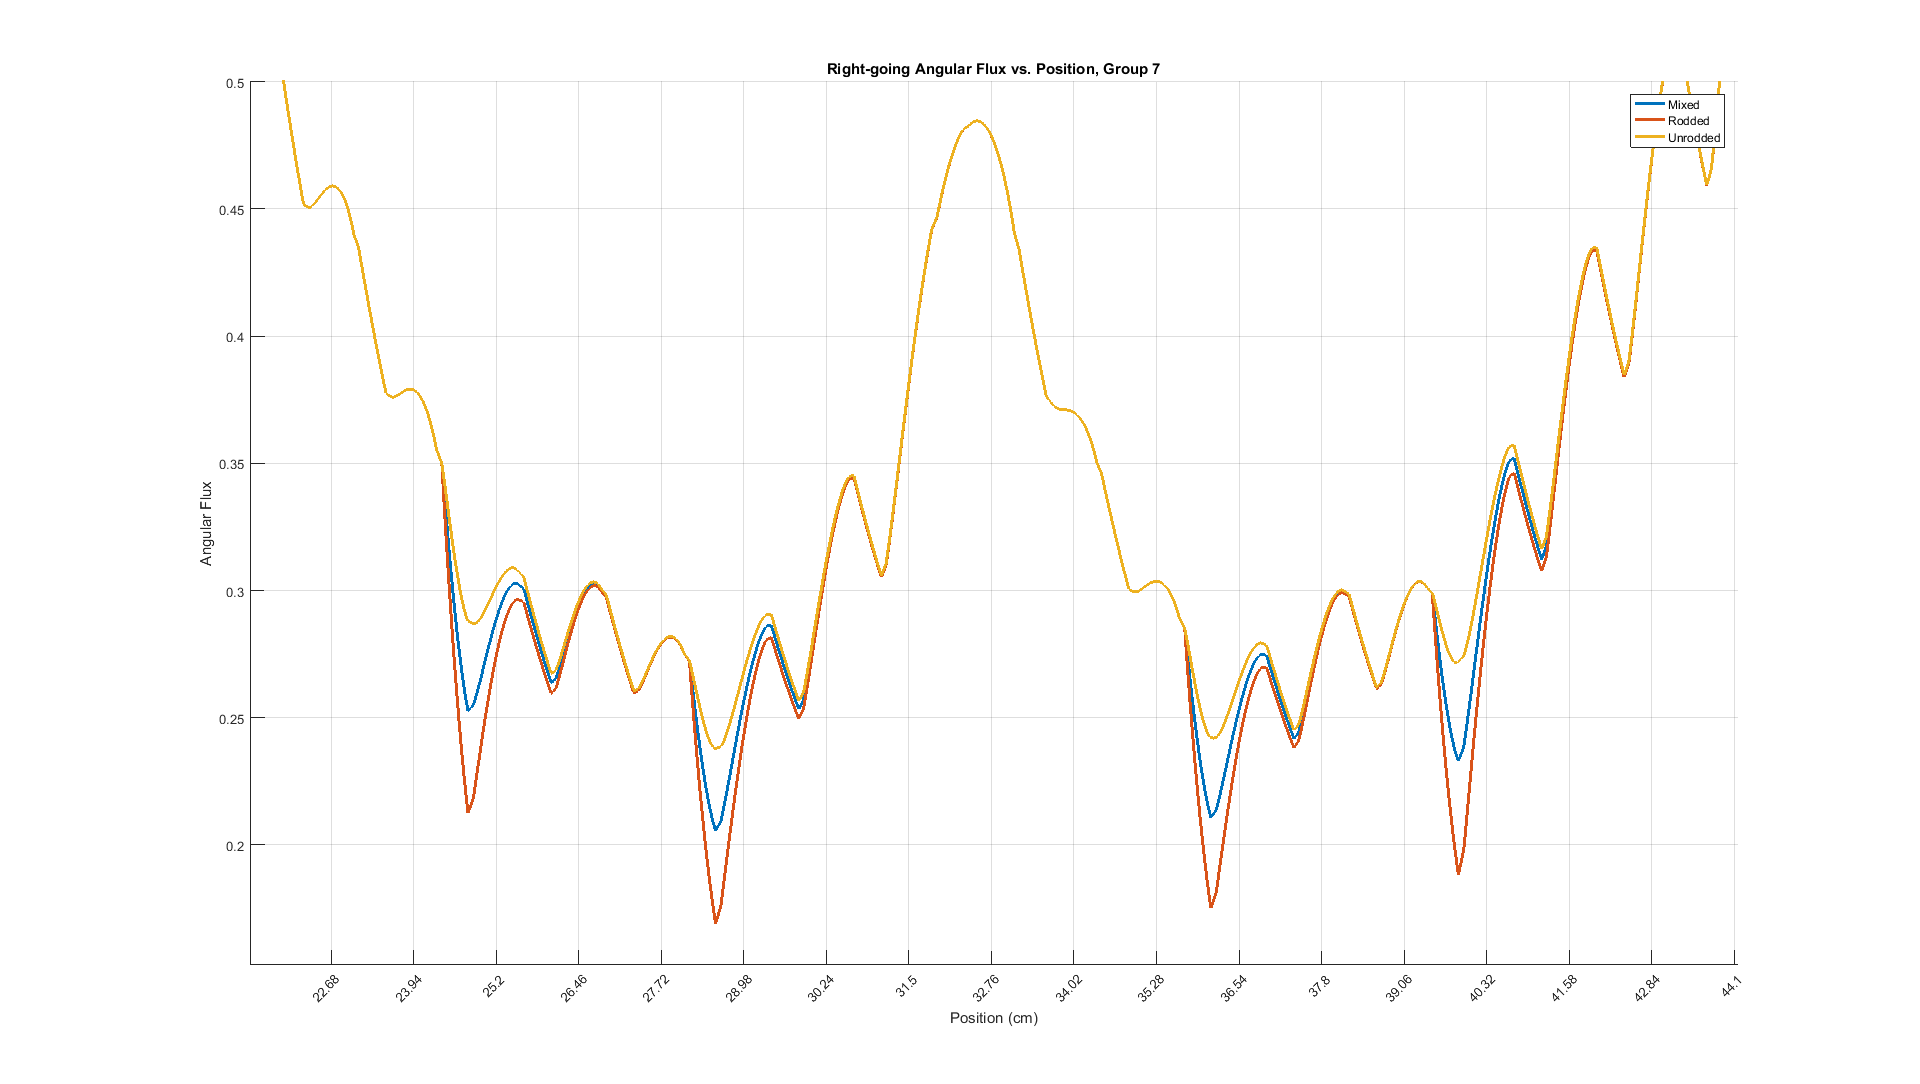 Right-going Angular Flux vs. Position, Group 7
0.5
Mixed
Rodded
Unrodded
0.45
0.4
0.35
Angular Flux
0.3
0.25
0.2
22.68 23.94 25.2 26.46 27.72 28.98 30.24 31.5 32.76 34.02 35.28 36.54 37.8 39.06 40.32 41.58 42.84 44.1
Position (cm)